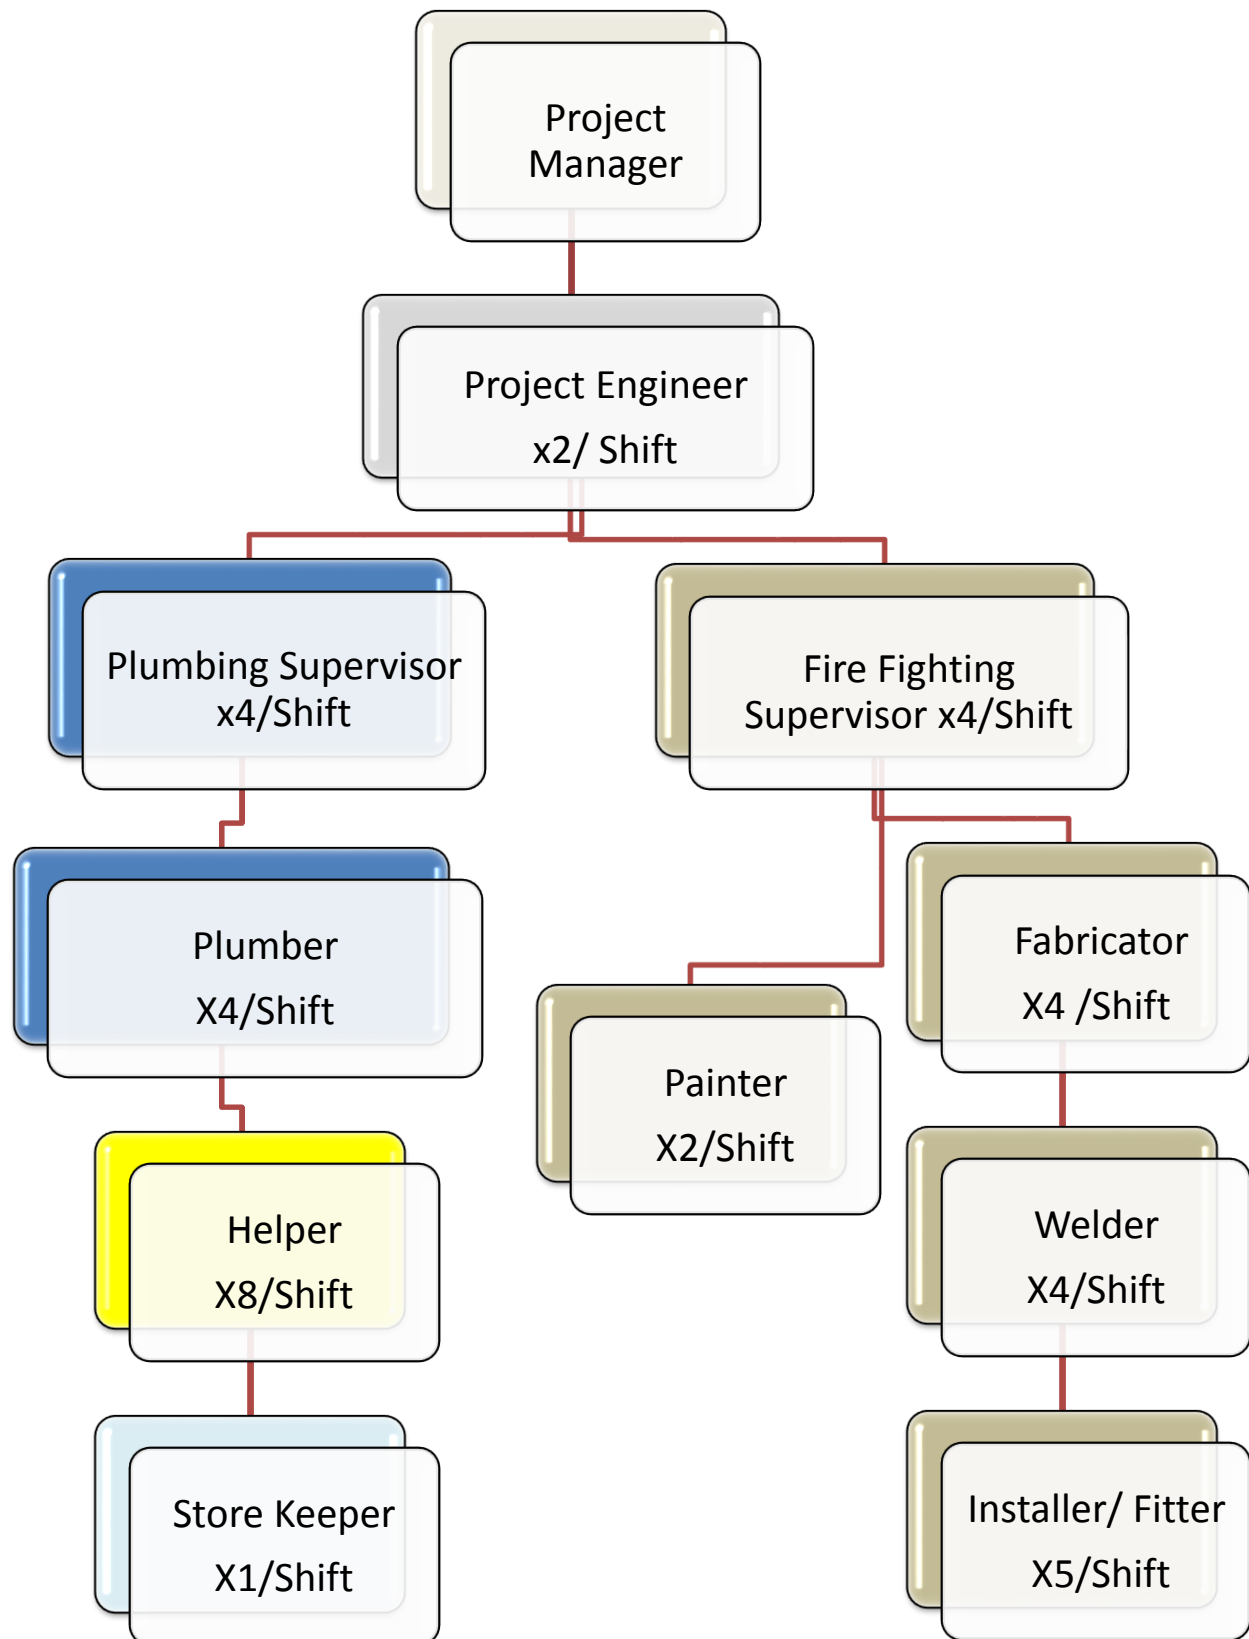 Project
Manager
Project Engineer
x2/ Shift
Plumbing Supervisor
x4/Shift
Fire Fighting
Supervisor x4/Shift
Plumber
X4/Shift
Fabricator
X4 /Shift
Painter
X2/Shift
Helper
X8/Shift
Welder
X4/Shift
Store Keeper
X1/Shift
Installer/ Fitter
X5/Shift